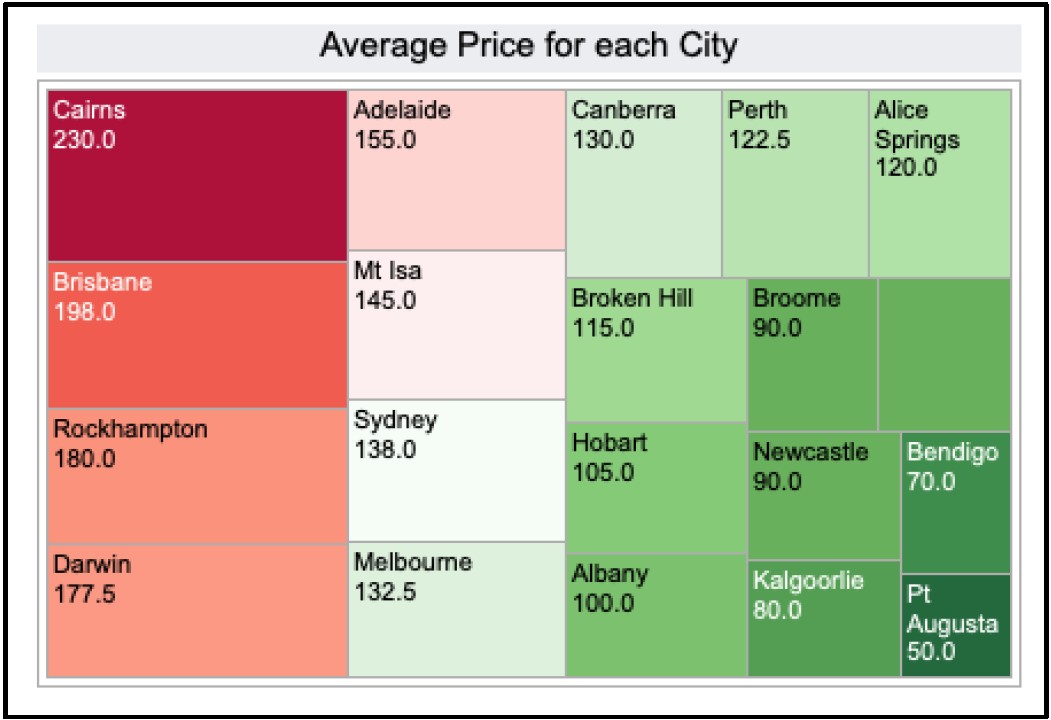 Average Price for each City
Cairns
230.0
Brisbane
198.0
Rockhampton
180.0
Darwin
177.5
Adelaide
155.0
Mt Isa
145.0
Sydney
138.0
Melbourne
132.5
Canberra
130.0
Perth
122.5
Alice
Springs
120.0
Broken Hill
115.0
Hobart
105.0
Albany
100.0
Broome
90.0
Newcastle
90.0
Kalgoorlie
80.0
Bendigo
70.0
Pt
Augusta
50.0